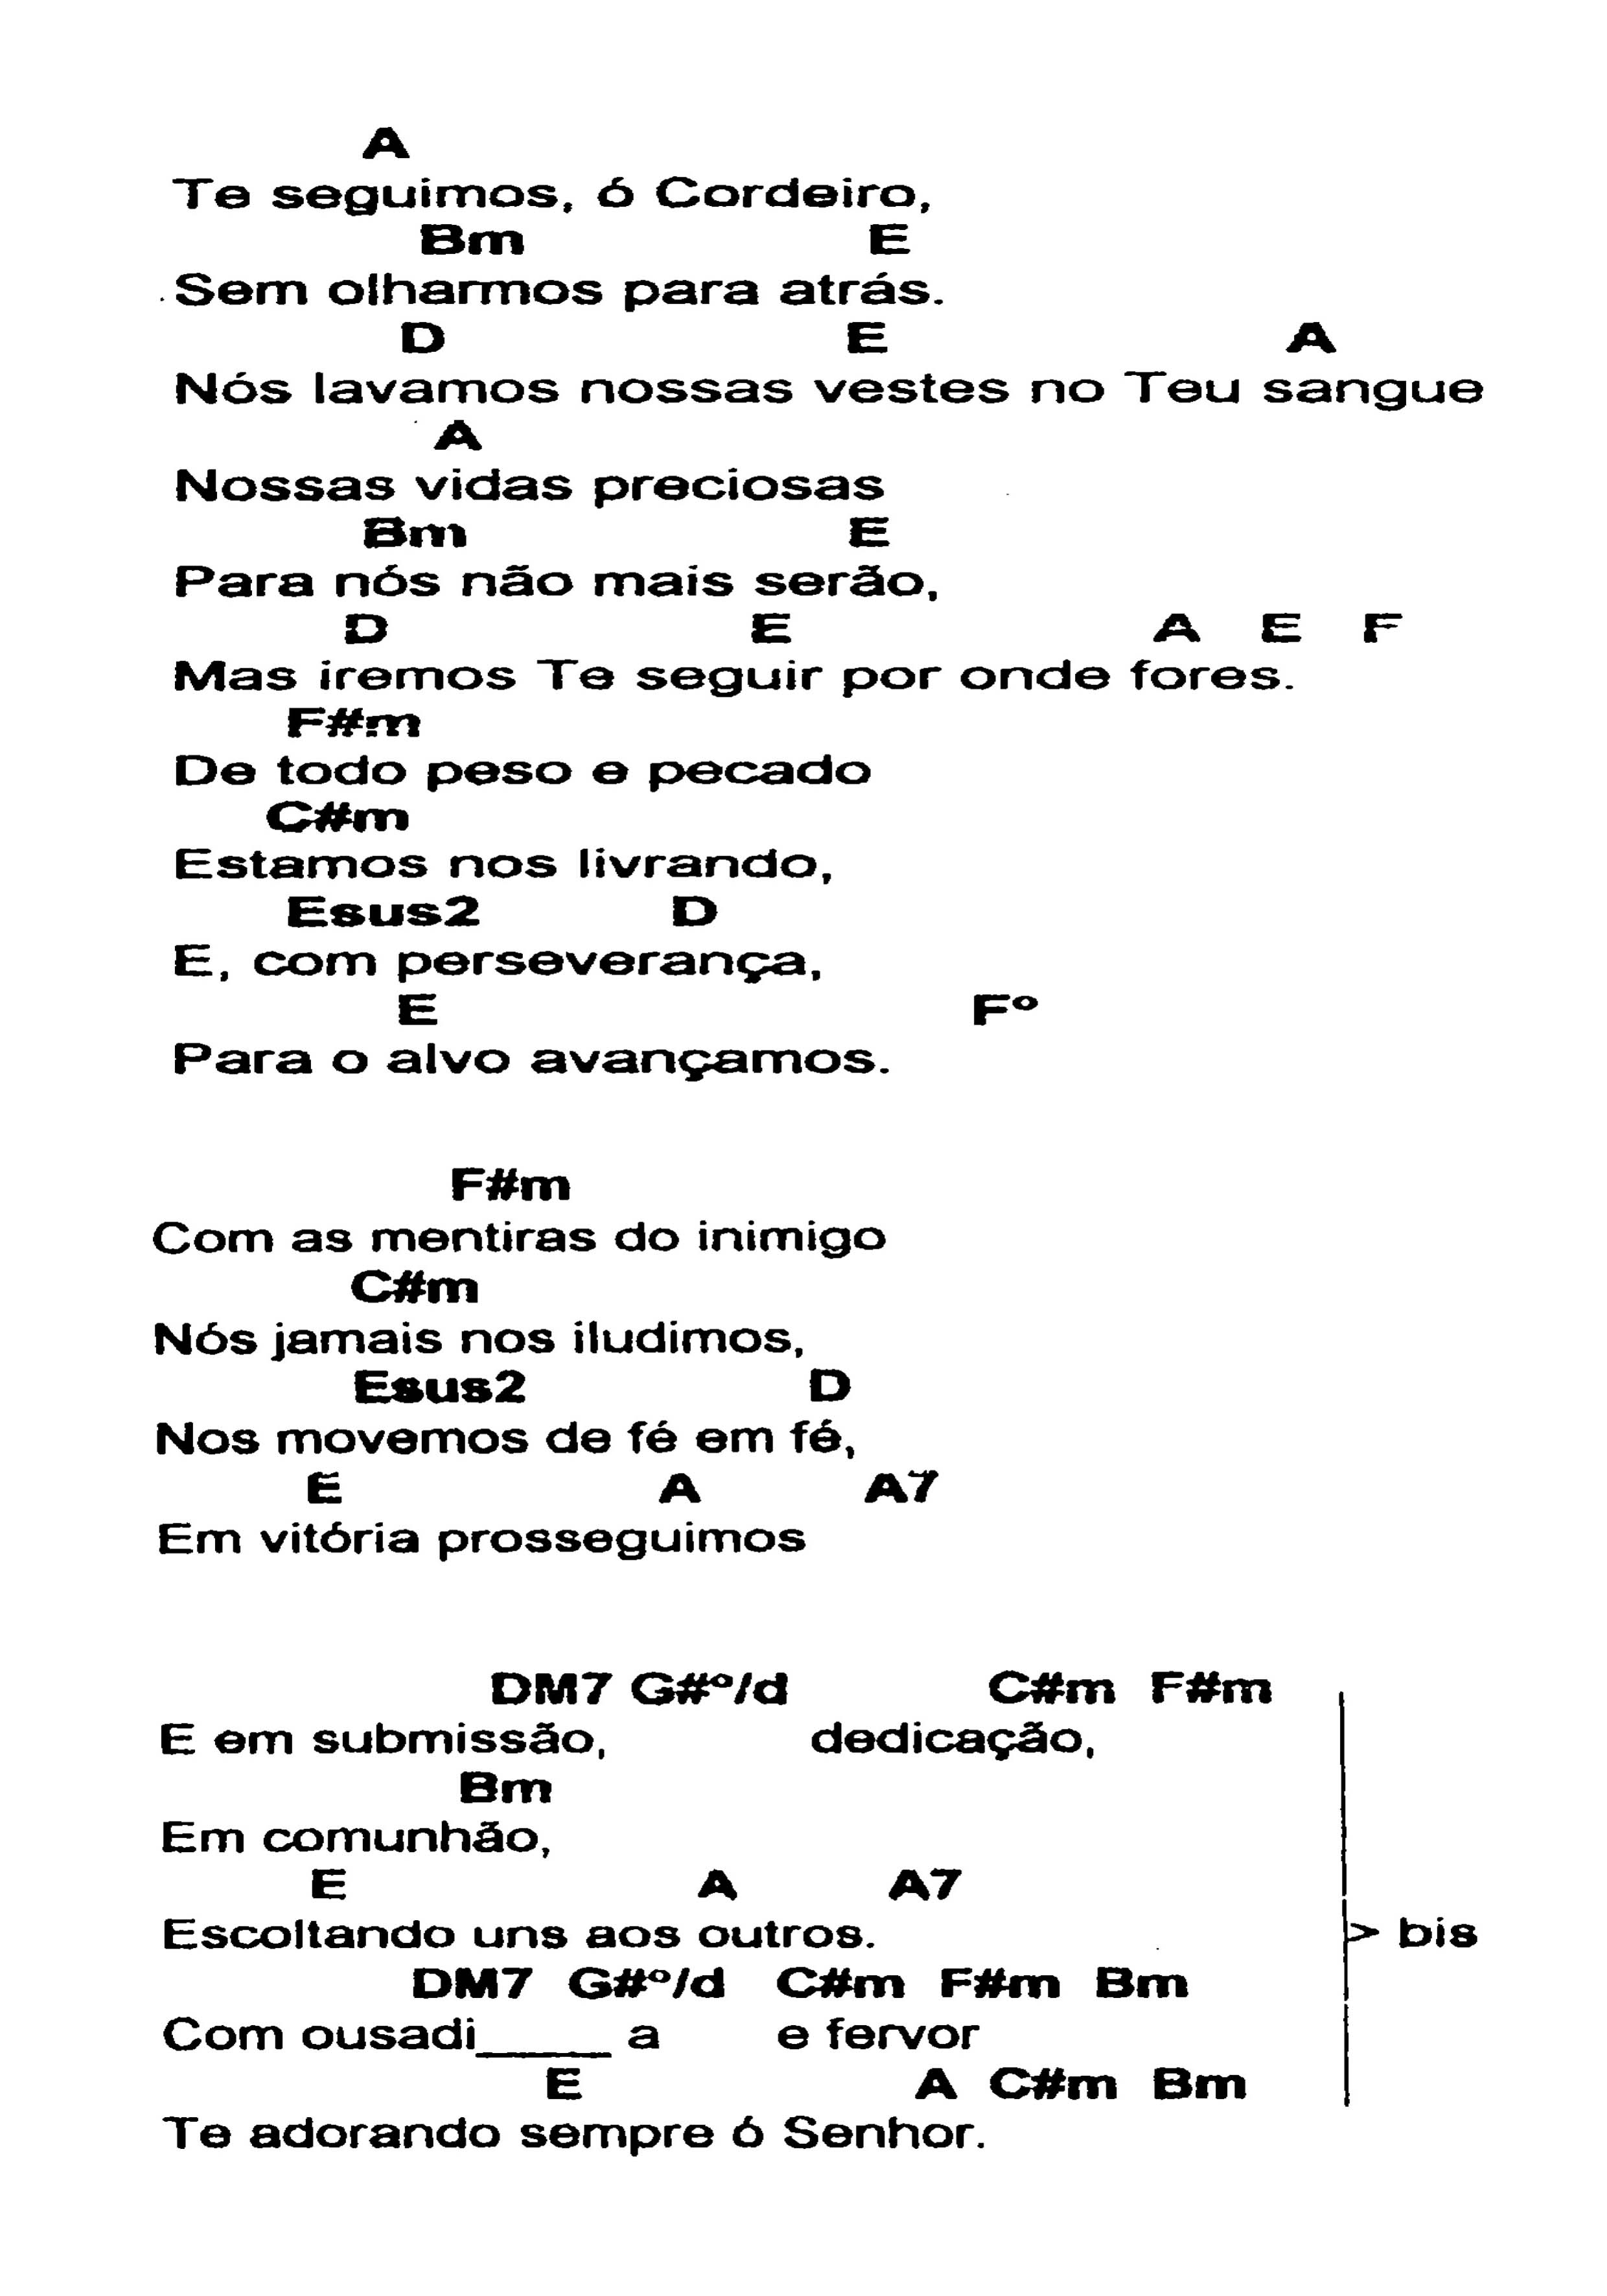 A
Te seguimos, ó Cordeiro,
Bm E
Sem olharmos para atrás.
D E A
Nós lavamos nossas vestes no Teu sangue
A
Nossas vidas preciosas
Bm E
Para nós não mais serão,
D E A E F
Mas iremos Te seguir por onde fores.
F#m
De todo peso e pecado
C#m
Estamos nos livrando,
Esus2 D
E, com perseverança,
E Fº
Para o alvo avançamos.
F#m
Com as mentiras do inimigo
C#m
Nós jamais nos iludimos,
Esus2 D
Nos movemos de fé em fé,
E A A7
Em vitória prosseguimos
DM7 G#º/d C#m F#m
E em submissão, dedicação,
Bm
Em comunhão,
E A A7
Escoltando uns aos outros.
> bis
DM7 G#º/d C#m F#m Bm
Com ousadi_____ a e fervor
E A C#m Bm
Te adorando sempre ó Senhor.